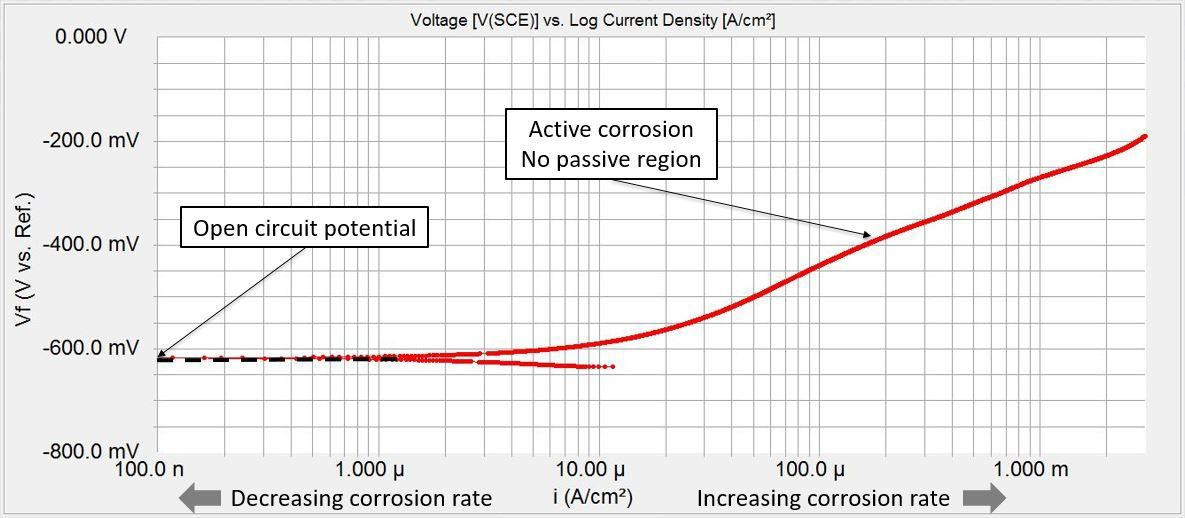 Voltage [V(SCE)] vs. Log Current Density [A/cm²]
0.000 V
-200.0 mV
-400.0 mV
-600.0 mV
-800.0 mV
Vf (V vs. Ref.)
Active corrosion
No passive region
Open circuit potential
100.0 n
1.000 µ
10.00 µ
100.0 µ
1.000 m
Decreasing corrosion rate
i (A/cm²)
Increasing corrosion rate